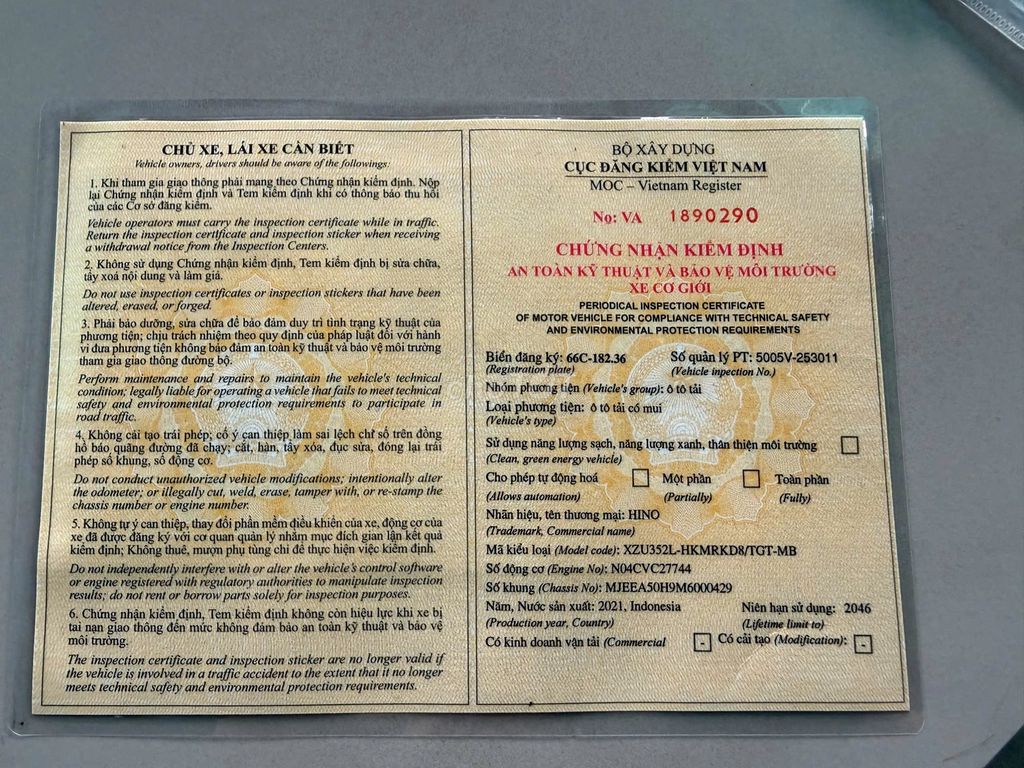 CHỦ XE, LÁI XE CẦN BIẾT
Vehicle owners, drivers should be aware of the followings:
1. Khi tham gia giao thông phải mang theo Chứng nhận kiểm định. Nộp
lại Chứng nhận kiểm định và Tem kiểm định khi có thông báo thu hồi
của các Cơ sở đăng kiểm.
Vehicle operators must carry the inspection certificate while in traffic.
Return the inspection certificate and inspection sticker when receiving
a withdrawal notice from the Inspection Centers.
2. Không sử dụng Chứng nhận kiểm định, Tem kiểm định bị sửa chữa,
tẩy xoá nội dung và làm giả.
Do not use inspection certificates or inspection stickers that have been
altered, erased, or forged.
3. Phải bảo dưỡng, sửa chữa để bảo đảm duy trì tình trạng kỹ thuật của
phương tiện; chịu trách nhiệm theo quy định của pháp luật đối với hành
vi đưa phương tiện không bảo đảm an toàn kỹ thuật và bảo vệ môi trường
tham gia giao thông đường bộ.
Perform maintenance and repairs to maintain the vehicle's technical
condition; legally liable for operating a vehicle that fails to meet technical
safety and environmental protection requirements to participate in
road traffic.
4. Không cải tạo trái phép; cố ý can thiệp làm sai lệch chỉ số trên đồng
hồ báo quãng đường đã chạy; cắt, hàn, tẩy xóa, đục sửa, đóng lại trái
phép số khung, số động cơ.
Do not conduct unauthorized vehicle modifications; intentionally alter
the odometer; or illegally cut, weld, erase, tamper with, or re-stamp the
chassis number or engine number.
5. Không tự ý can thiệp, thay đổi phần mềm điều khiển của xe, động cơ của
xe đã được đăng ký với cơ quan quản lý nhằm mục đích gian lận kết quả
kiểm định; Không thuê, mượn phụ tùng chỉ để thực hiện việc kiểm định.
Do not independently interfere with or alter the vehicle's control software
or engine registered with regulatory authorities to manipulate inspection
results; do not rent or borrow parts solely for inspection purposes.
6. Chứng nhận kiểm định, Tem kiểm định không còn hiệu lực khi xe bị
tai nạn giao thông đến mức không đảm bảo an toàn kỹ thuật và bảo vệ
môi trường.
The inspection certificate and inspection sticker are no longer valid if
the vehicle is involved in a traffic accident to the extent that it no longer
meets technical safety and environmental protection requirements.
BỘ XÂY DỰNG
CỤC ĐĂNG KIỂM VIỆT NAM
MOC – Vietnam Register
No: VA 1890290
CHỨNG NHẬN KIỂM ĐỊNH
AN TOÀN KỸ THUẬT VÀ BẢO VỆ MÔI TRƯỜNG
XE CƠ GIỚI
PERIODICAL INSPECTION CERTIFICATE
OF MOTOR VEHICLE FOR COMPLIANCE WITH TECHNICAL SAFETY
AND ENVIRONMENTAL PROTECTION REQUIREMENTS
Biển đăng ký: 66C-182.36 Số quản lý PT: 5005V-253011
(Registration plate) (Vehicle inspection No.)
Nhóm phương tiện (Vehicle's group): ô tô tải
Loại phương tiện: ô tô tải có mui
(Vehicle's type)
Sử dụng năng lượng sạch, năng lượng xanh, thân thiện môi trường
(Clean, green energy vehicle)
Cho phép tự động hoá Một phần Toàn phần
(Allows automation) (Partially) (Fully)
Nhãn hiệu, tên thương mại: HINO
(Trademark, Commercial name)
Mã kiểu loại (Model code): XZU352L-HKMRKD8/TGT-MB
Số động cơ (Engine No): N04CVC27744
Số khung (Chassis No): MJEEA50H9M6000429
Năm, Nước sản xuất: 2021, Indonesia Niên hạn sử dụng: 2046
(Production year, Country) (Lifetime limit to)
Có kinh doanh vận tải (Commercial - Có cải tạo (Modification): -